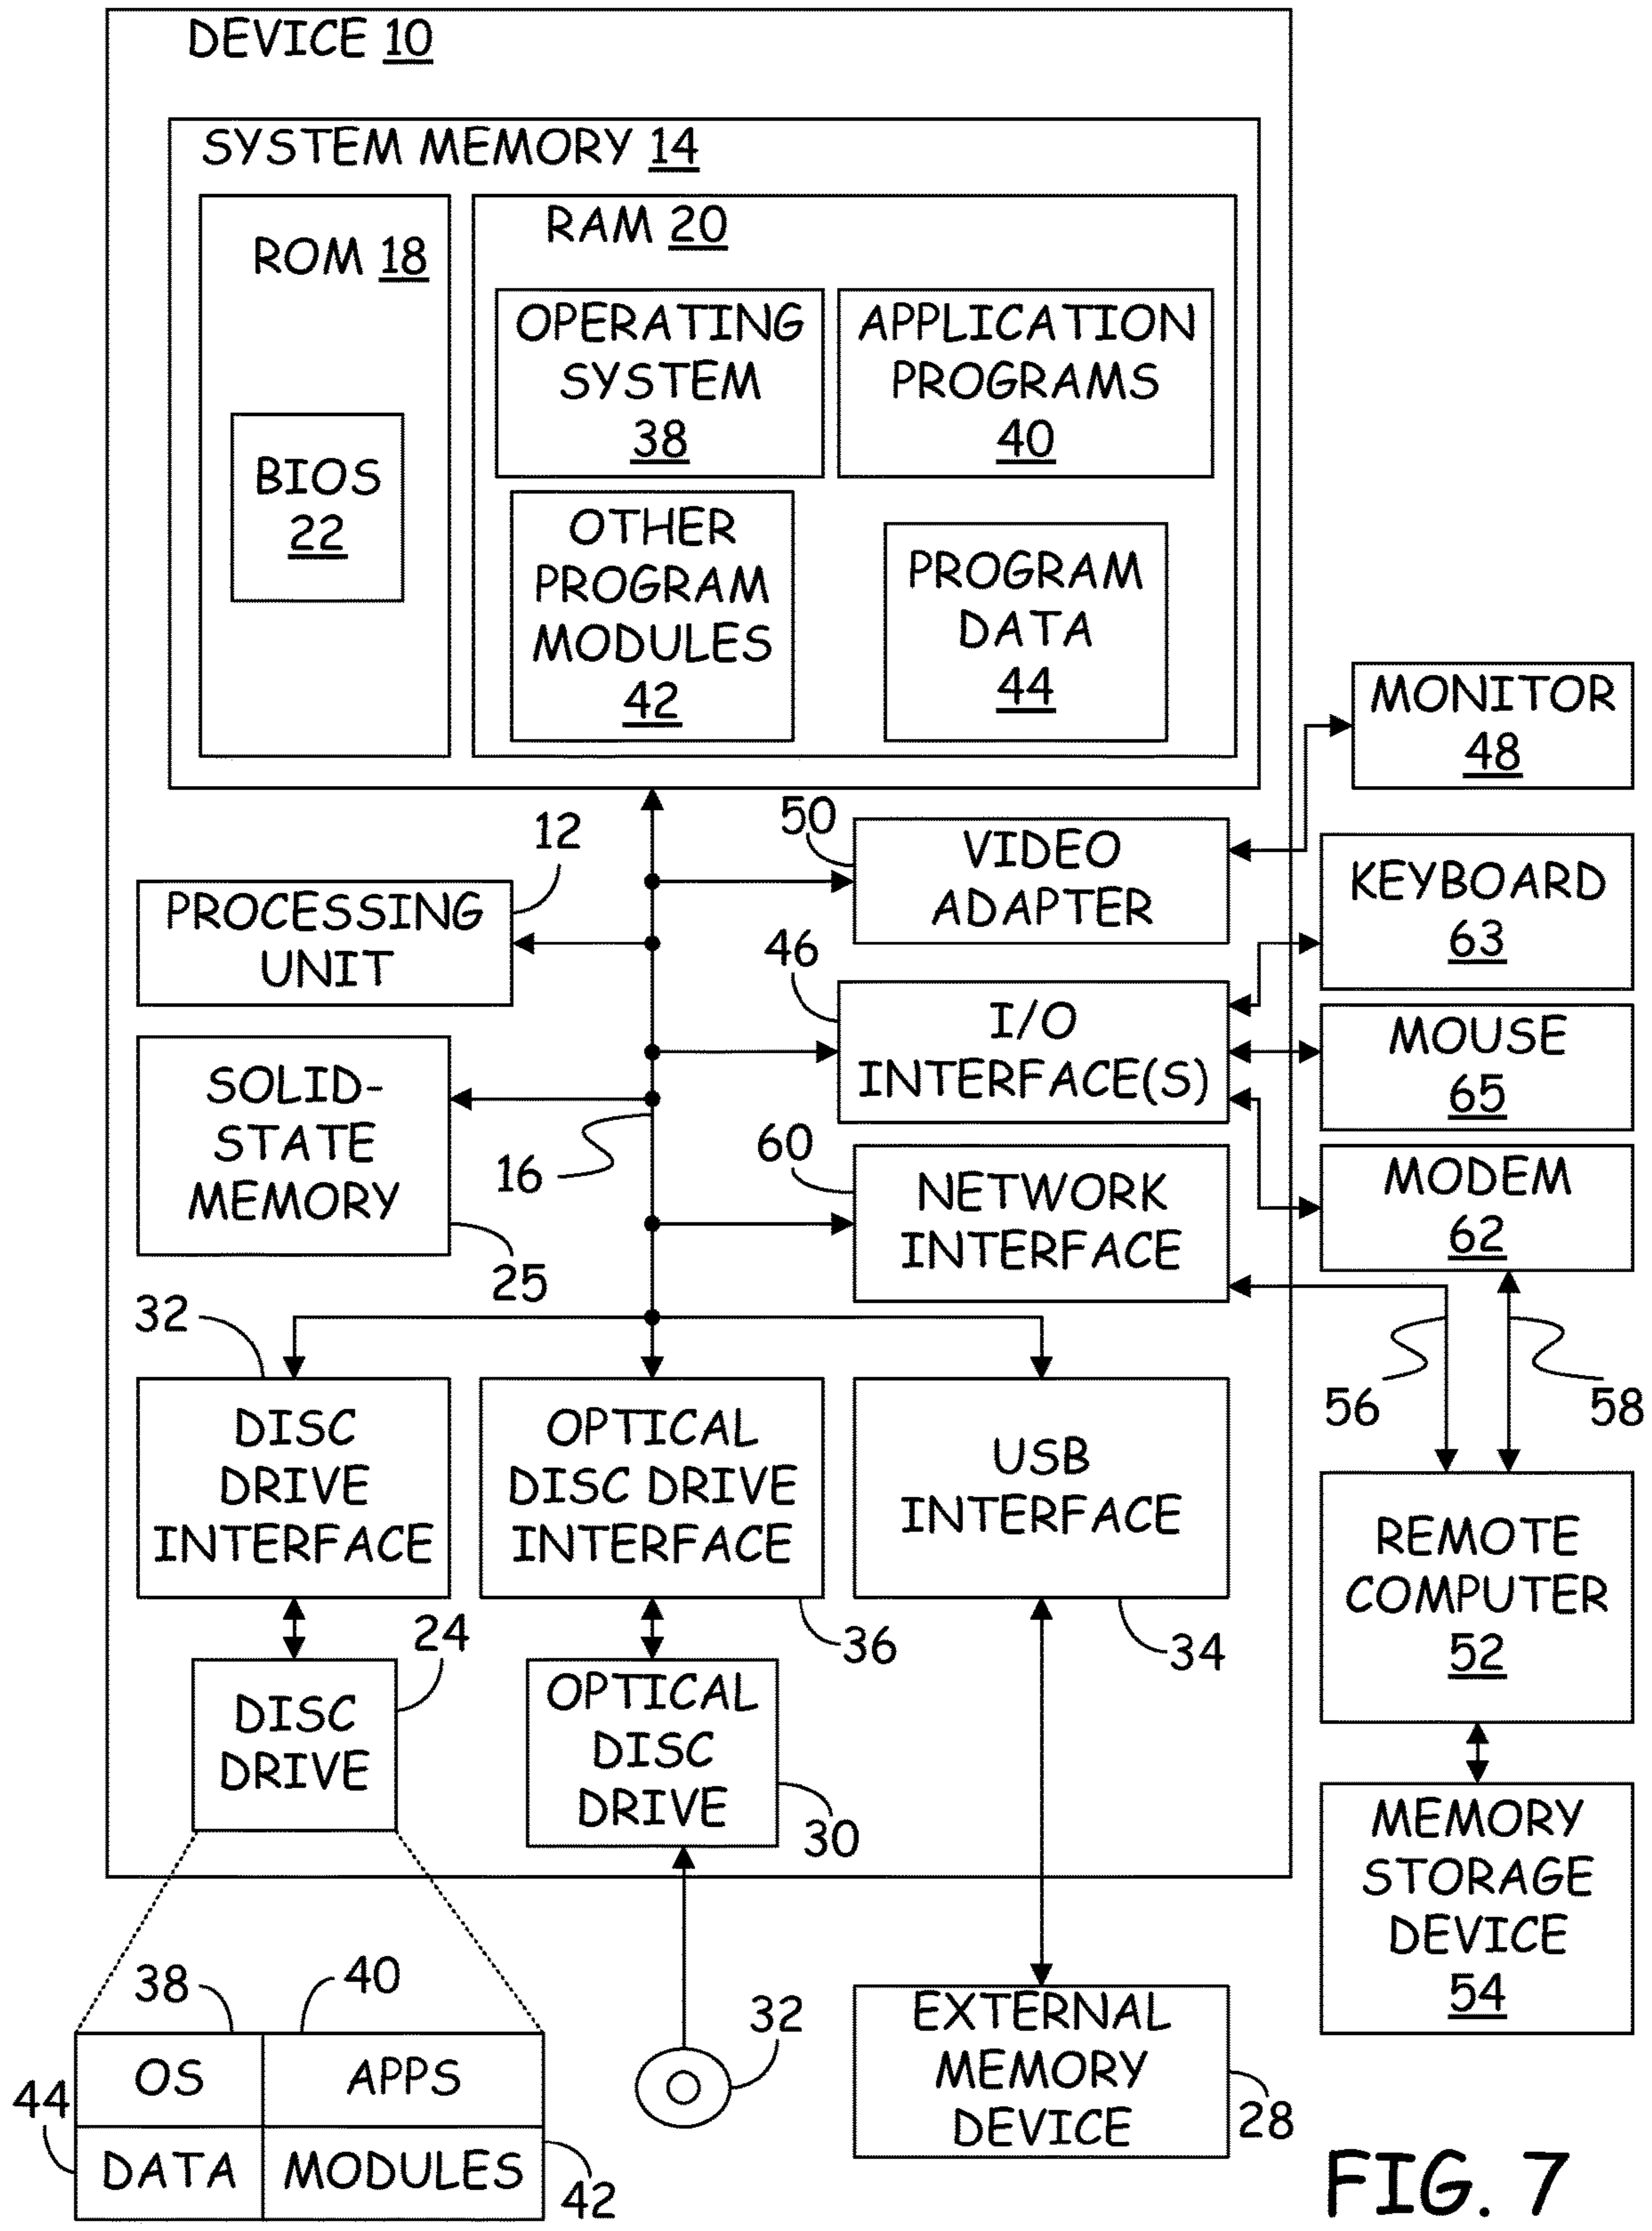 DEVICE 10
SYSTEM MEMORY 14
ROM 18
BIOS
22
RAM 20
OPERATING
SYSTEM
38
APPLICATION
PROGRAMS
40
OTHER
PROGRAM
MODULES
42
PROGRAM
DATA
44
MONITOR
48
12
PROCESSING
UNIT
50
VIDEO
ADAPTER
KEYBOARD
63
46
I/O
INTERFACE(S)
MOUSE
65
SOLID-
STATE
MEMORY
25
16
60
NETWORK
INTERFACE
MODEM
62
56
58
32
DISC
DRIVE
INTERFACE
OPTICAL
DISC DRIVE
INTERFACE
36
USB
INTERFACE
34
REMOTE
COMPUTER
52
24
DISC
DRIVE
OPTICAL
DISC
DRIVE
30
MEMORY
STORAGE
DEVICE
54
38
40
OS
APPS
44
DATA
MODULES
42
32
EXTERNAL
MEMORY
DEVICE
28
FIG. 7